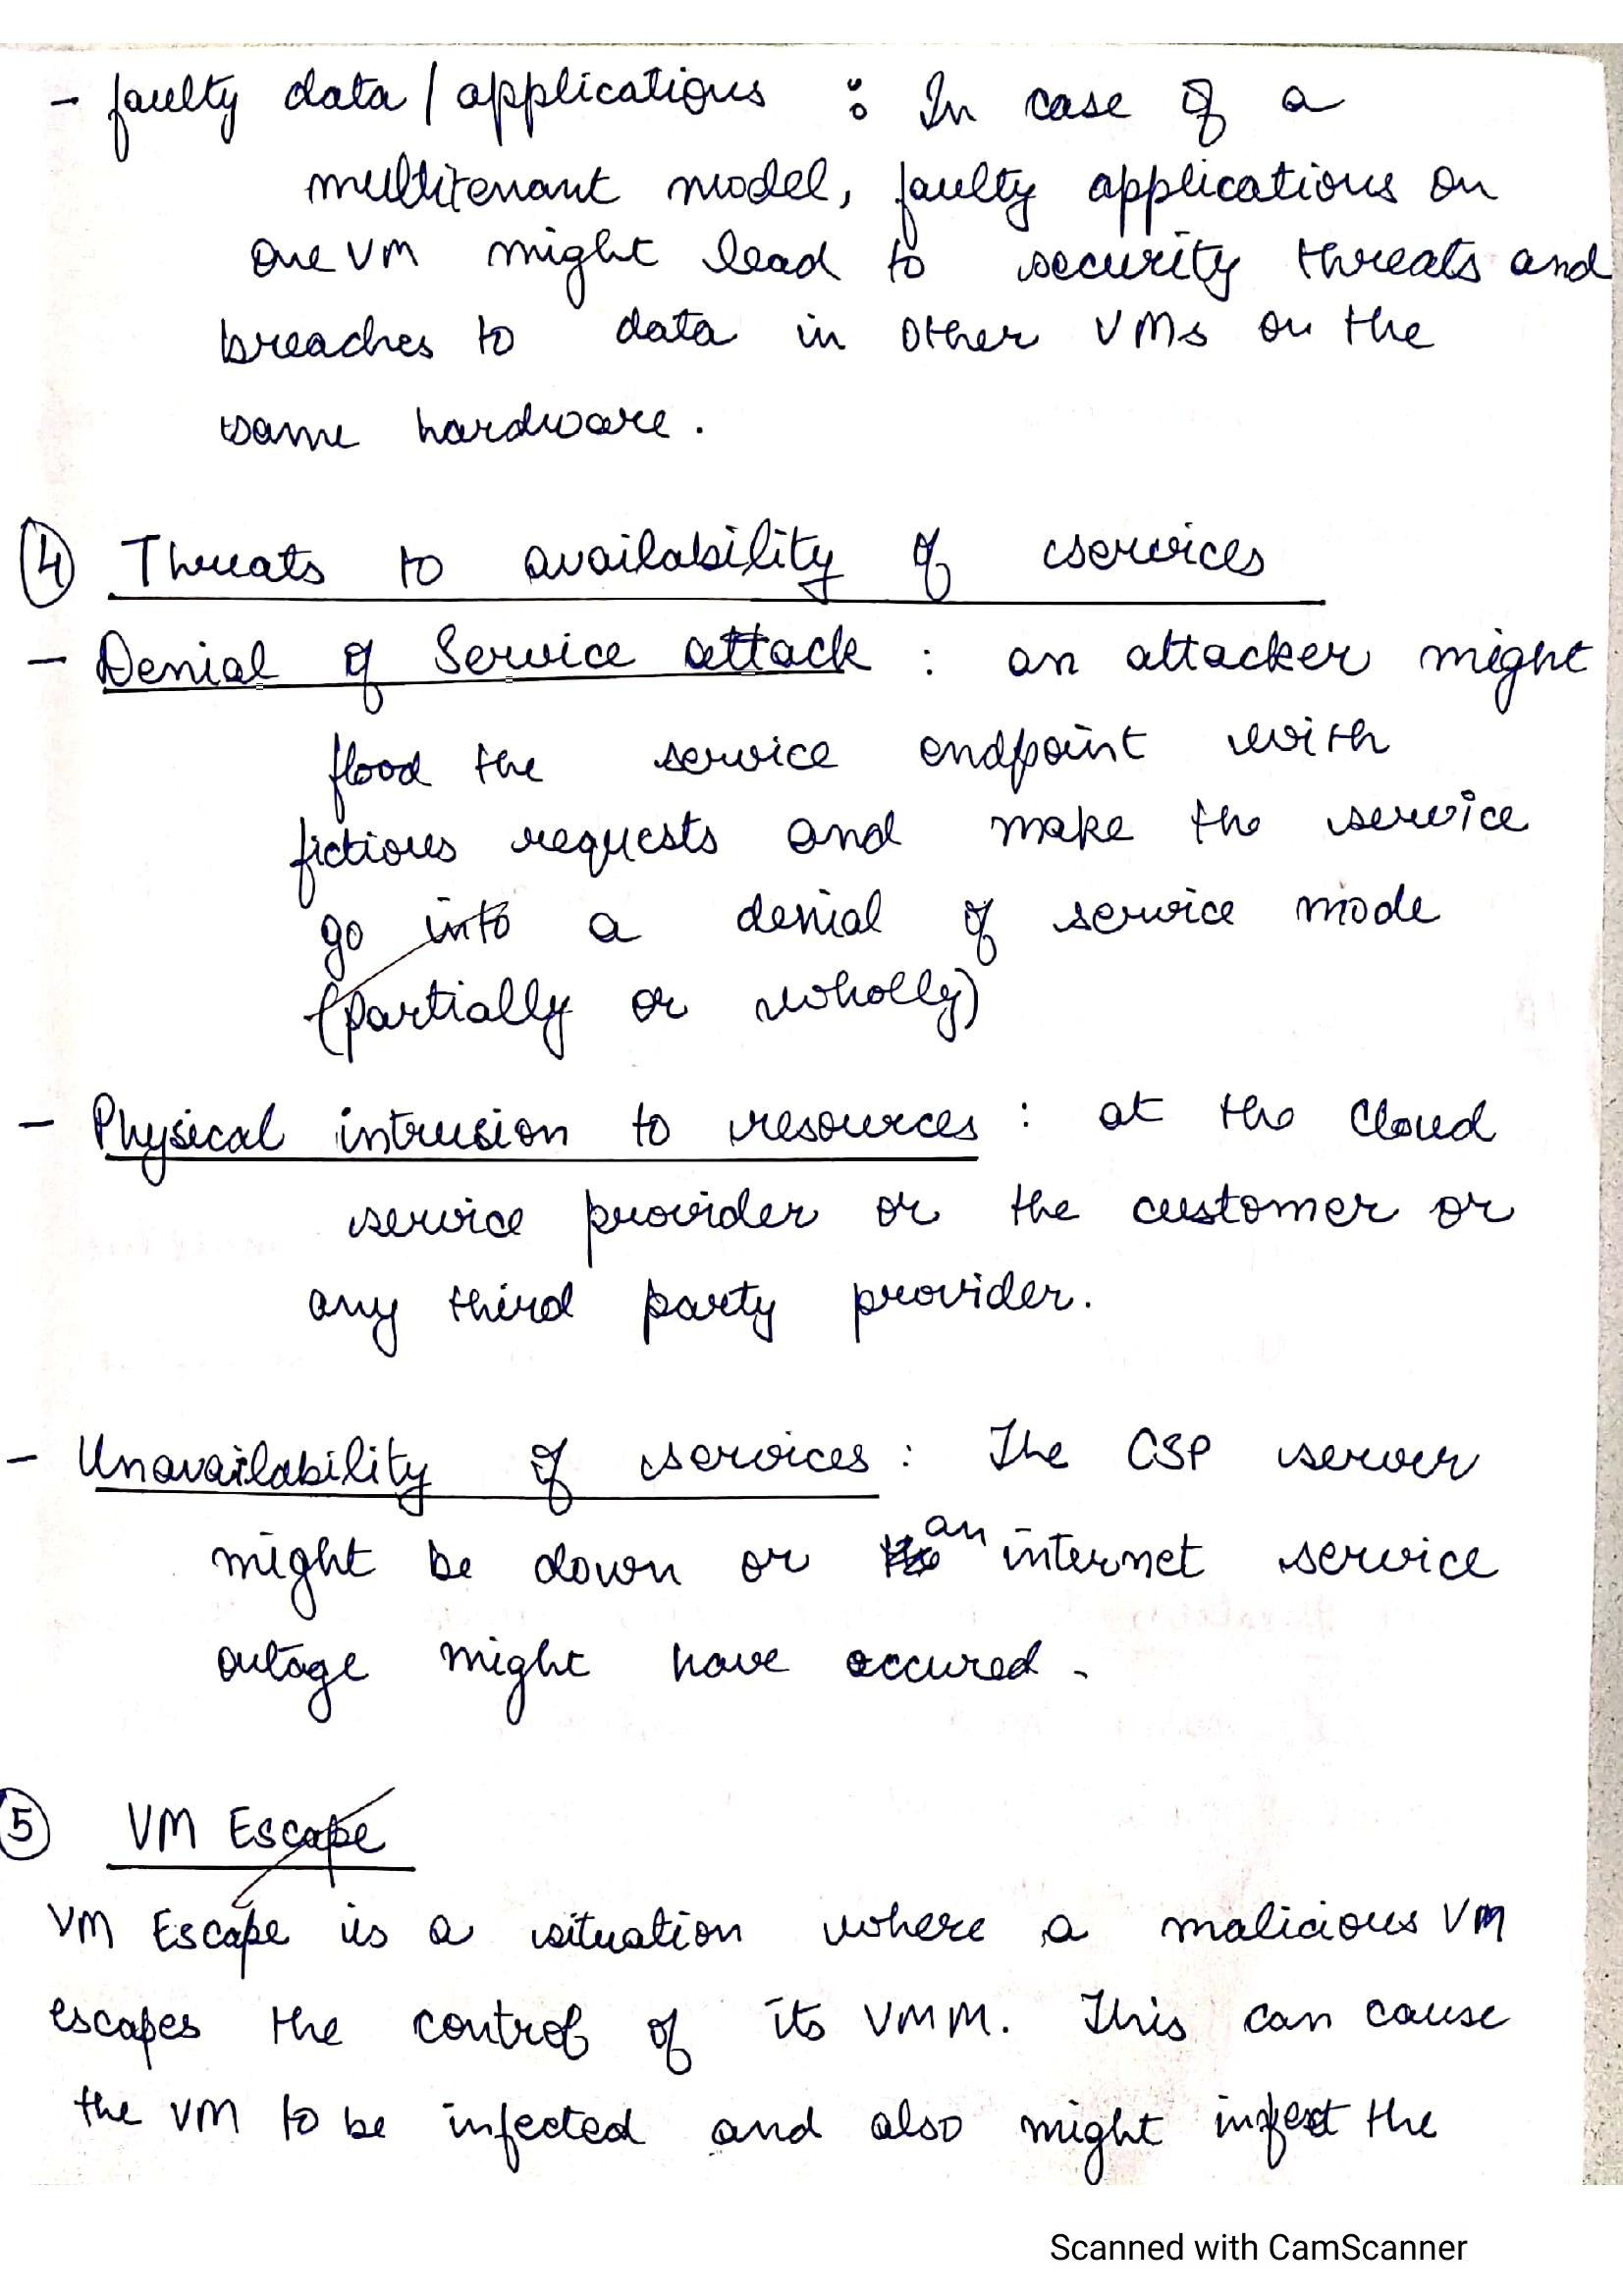 - faulty data / applications : In case of a
multitenant model, faulty applications on
one VM might lead to security threats and
breaches to data in other VMs on the
same hardware.
④ Threats to availability of services
- Denial of Service attack : an attacker might
flood the service endpoint with
fictious requests and make the service
go into a denial of service mode
(partially or wholly)
- Physical intrusion to resources : at the Cloud
service provider or the customer or
any third party provider.
- Unavailability of services : The CSP server
might be down or an internet service
outage might have occured.
⑤ VM Escape
VM Escape is a situation where a malicious VM
escapes the control of its VMM. This can cause
the VM to be infected and also might infect the
Scanned with CamScanner